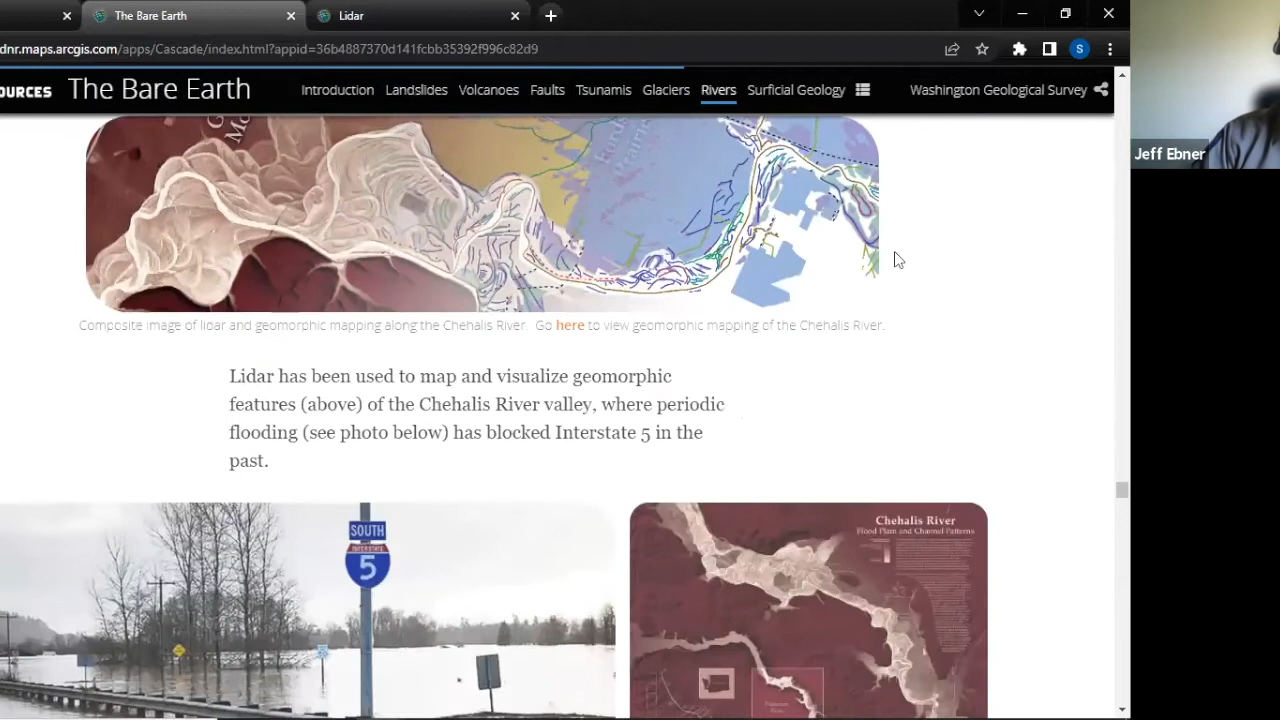 The Bare Earth
Lidar
dnr.maps.arcgis.com/apps/Cascade/index.html?appid=36b4887370d141fcbb35392f996c82d9
S
OURCES The Bare Earth Introduction Landslides Volcanoes Faults Tsunamis Glaciers Rivers Surficial Geology Washington Geological Survey
Jeff Ebner
Composite image of lidar and geomorphic mapping along the Chehalis River. Go here to view geomorphic mapping of the Chehalis River.
Lidar has been used to map and visualize geomorphic
features (above) of the Chehalis River valley, where periodic
flooding (see photo below) has blocked Interstate 5 in the
past.
SOUTH
INTERSTATE
5
Chehalis River
Flood Plain and Channel Patterns